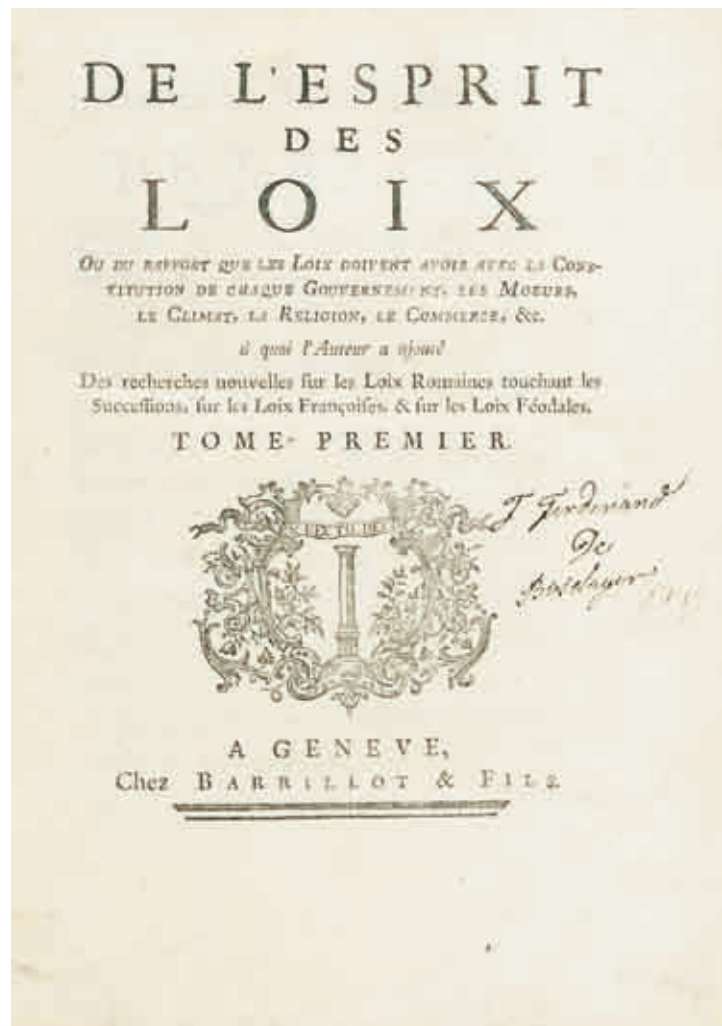 DE L'ESPRIT
DES
LOIX
OU DU RAPPORT QUE LES LOIX DOIVENT AVOIR AVEC LA CONS-
TITUTION DE CHAQUE GOUVERNEMENT, LES MOEURS,
LE CLIMAT, LA RELIGION, LE COMMERCE, &c.
à quoi l'Auteur a ajouté
Des recherches nouvelles sur les Loix Romaines touchant les
Successions, sur les Loix Françoises, & sur les Loix Féodales.
TOME PREMIER.
T Ferdinand
De
A GENEVE,
Chez BARRILLOT & FILS.